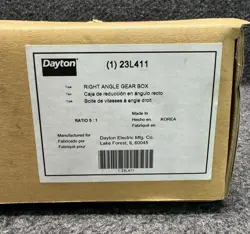 Dayton
(1) 23L411
RIGHT ANGLE GEAR BOX
Caja de reducción en ángulo recto
Boite de vitesses à angle droit
RATIO 5 : 1
Made in
Hecho en KOREA
Fabriqué en
Manufactured for
Fabricado por Dayton Electric Mfg. Co.
Fabriqué pour Lake Forest, IL 60045
23L411